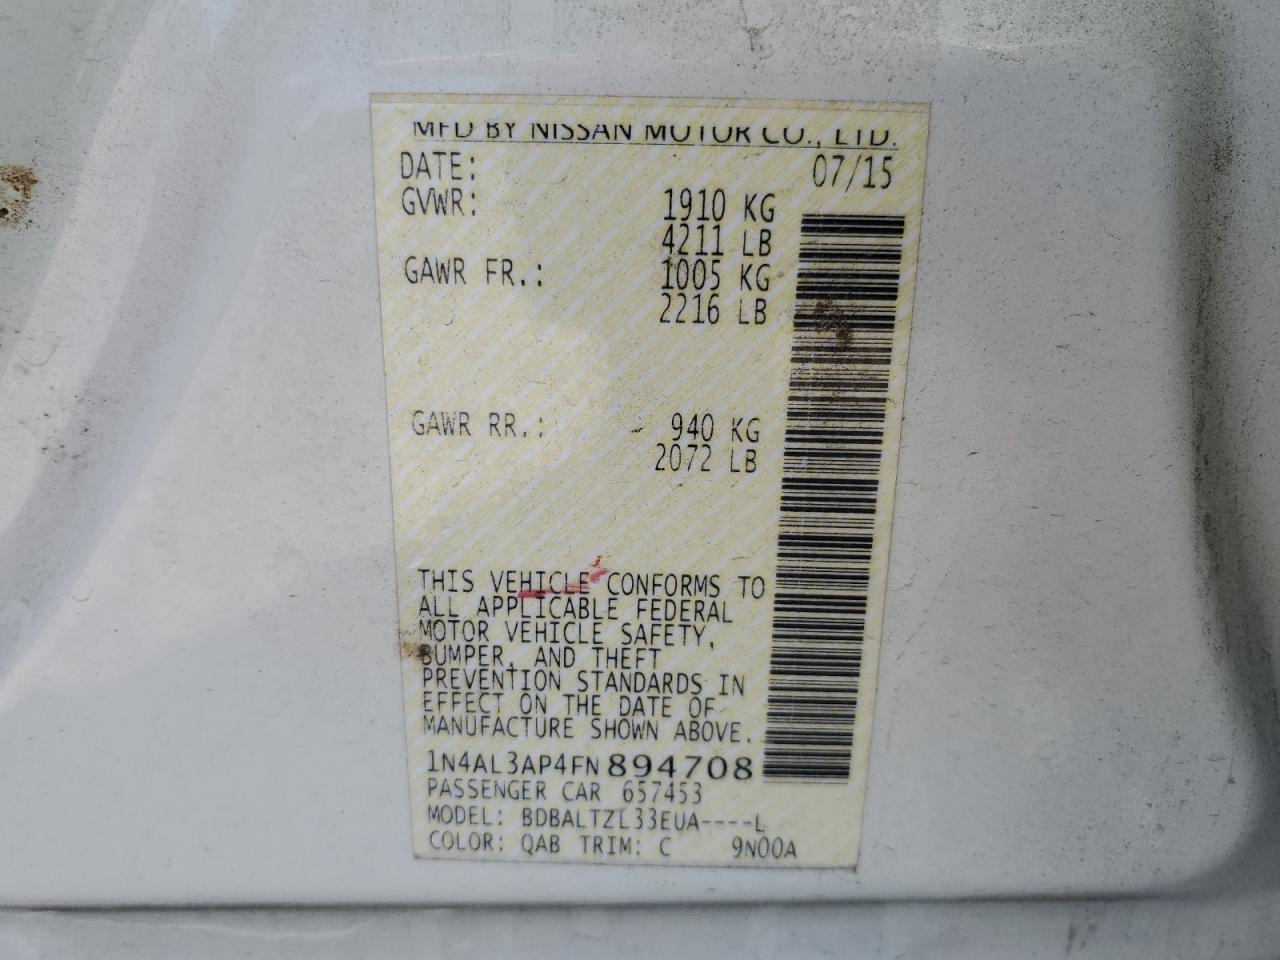 MFD BY NISSAN MOTOR CO., LTD.
DATE: 07/15
GVWR: 1910 KG
4211 LB
GAWR FR.: 1005 KG
2216 LB
GAWR RR.: 940 KG
2072 LB
THIS VEHICLE CONFORMS TO
ALL APPLICABLE FEDERAL
MOTOR VEHICLE SAFETY,
BUMPER, AND THEFT
PREVENTION STANDARDS IN
EFFECT ON THE DATE OF
MANUFACTURE SHOWN ABOVE.
1N4AL3AP4FN894708
PASSENGER CAR 657453
MODEL: BDBALTZL33EUA----L
COLOR: QAB TRIM: C 9N00A